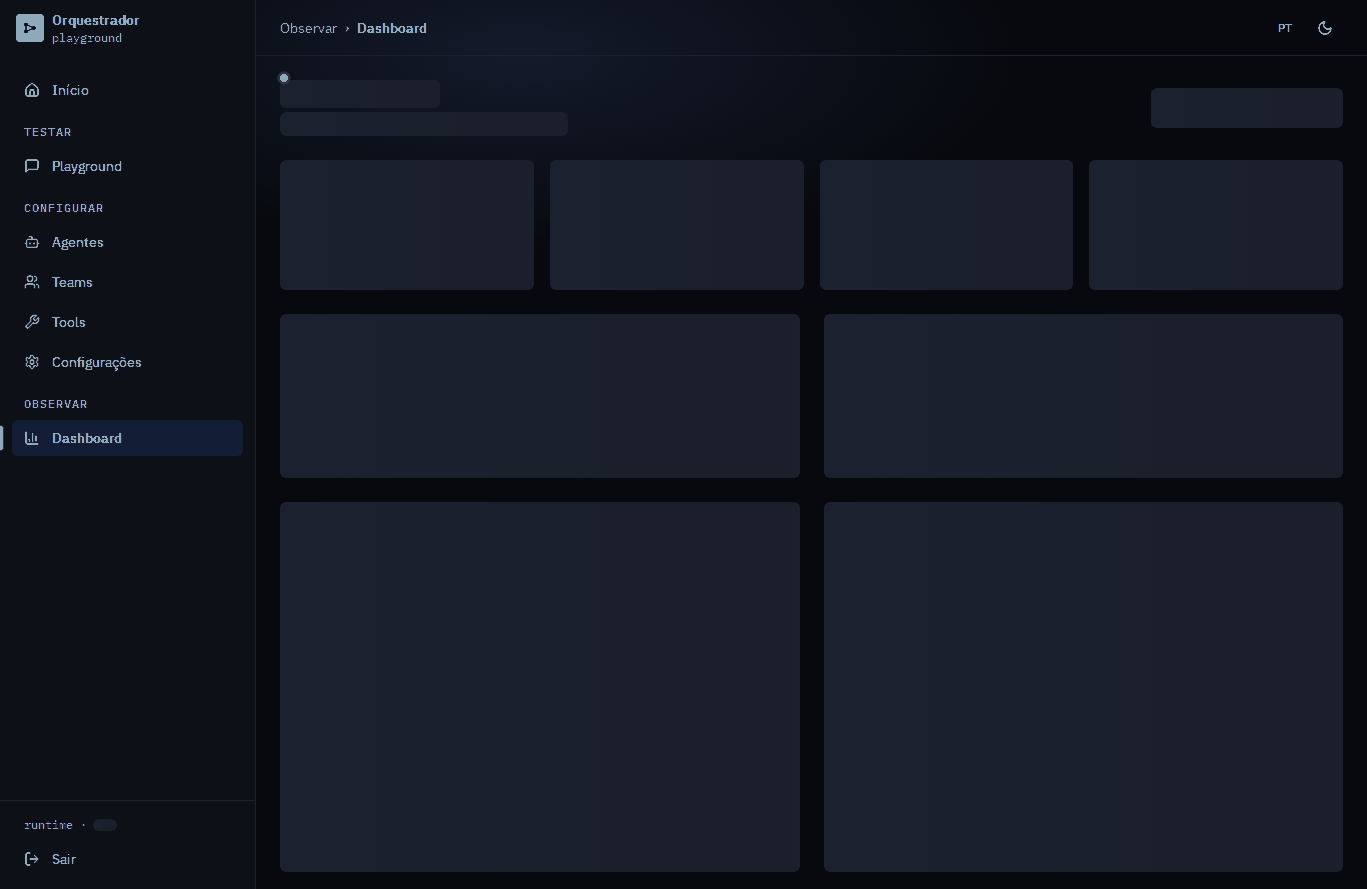 Orquestrador
playground
Início
TESTAR
Playground
CONFIGURAR
Agentes
Teams
Tools
Configurações
OBSERVAR
Dashboard
runtime ·
Sair
Observar › Dashboard
PT